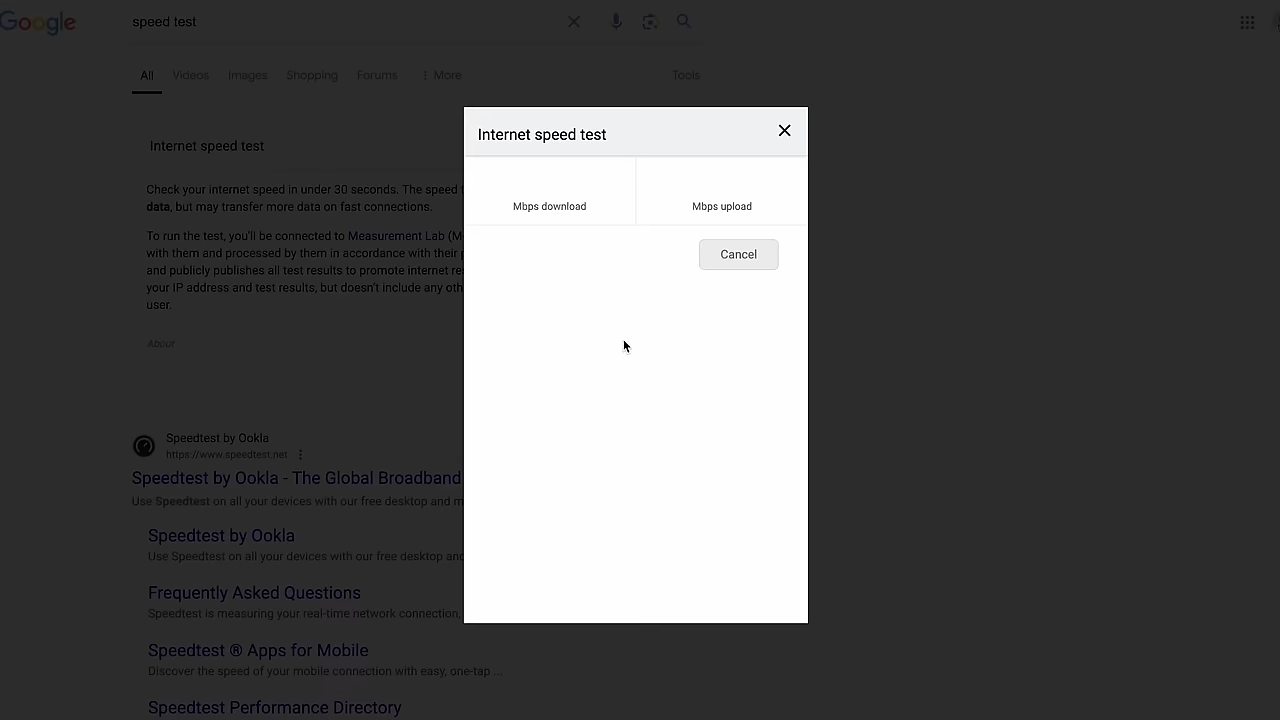 Google
speed test
All
Videos
Images
Shopping
Forums
More
Tools
Internet speed test
Check your internet speed in under 30 seconds. The speed t
data, but may transfer more data on fast connections.
To run the test, you'll be connected to Measurement Lab (M-
with them and processed by them in accordance with their p
and publicly publishes all test results to promote internet re
your IP address and test results, but doesn't include any oth
user.
About
Speedtest by Ookla
https://www.speedtest.net
Speedtest by Ookla - The Global Broadband
Use Speedtest on all your devices with our free desktop and m
Speedtest by Ookla
Use Speedtest on all your devices with our free desktop and
Frequently Asked Questions
Speedtest is measuring your real-time network connection,
Speedtest ® Apps for Mobile
Discover the speed of your mobile connection with easy, one-tap ...
Speedtest Performance Directory
Internet speed test
Mbps download
Mbps upload
Cancel